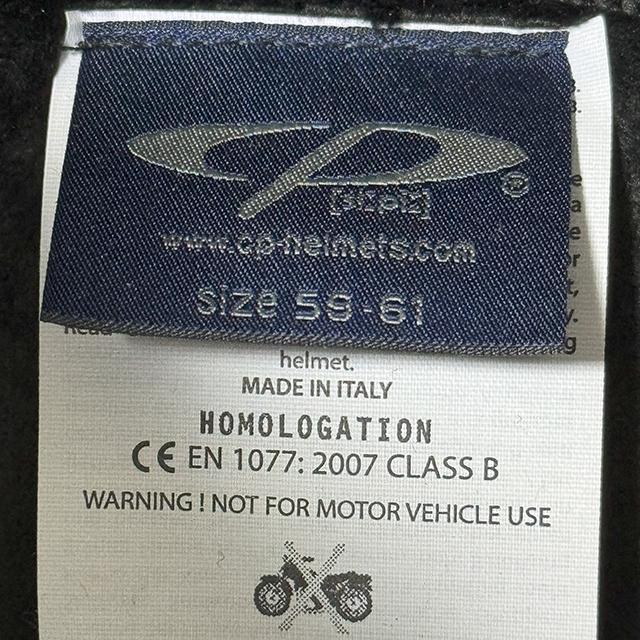 CP
www.cp-helmets.com
Size 59-61
helmet.
MADE IN ITALY
HOMOLOGATION
CE EN 1077: 2007 CLASS B
WARNING ! NOT FOR MOTOR VEHICLE USE